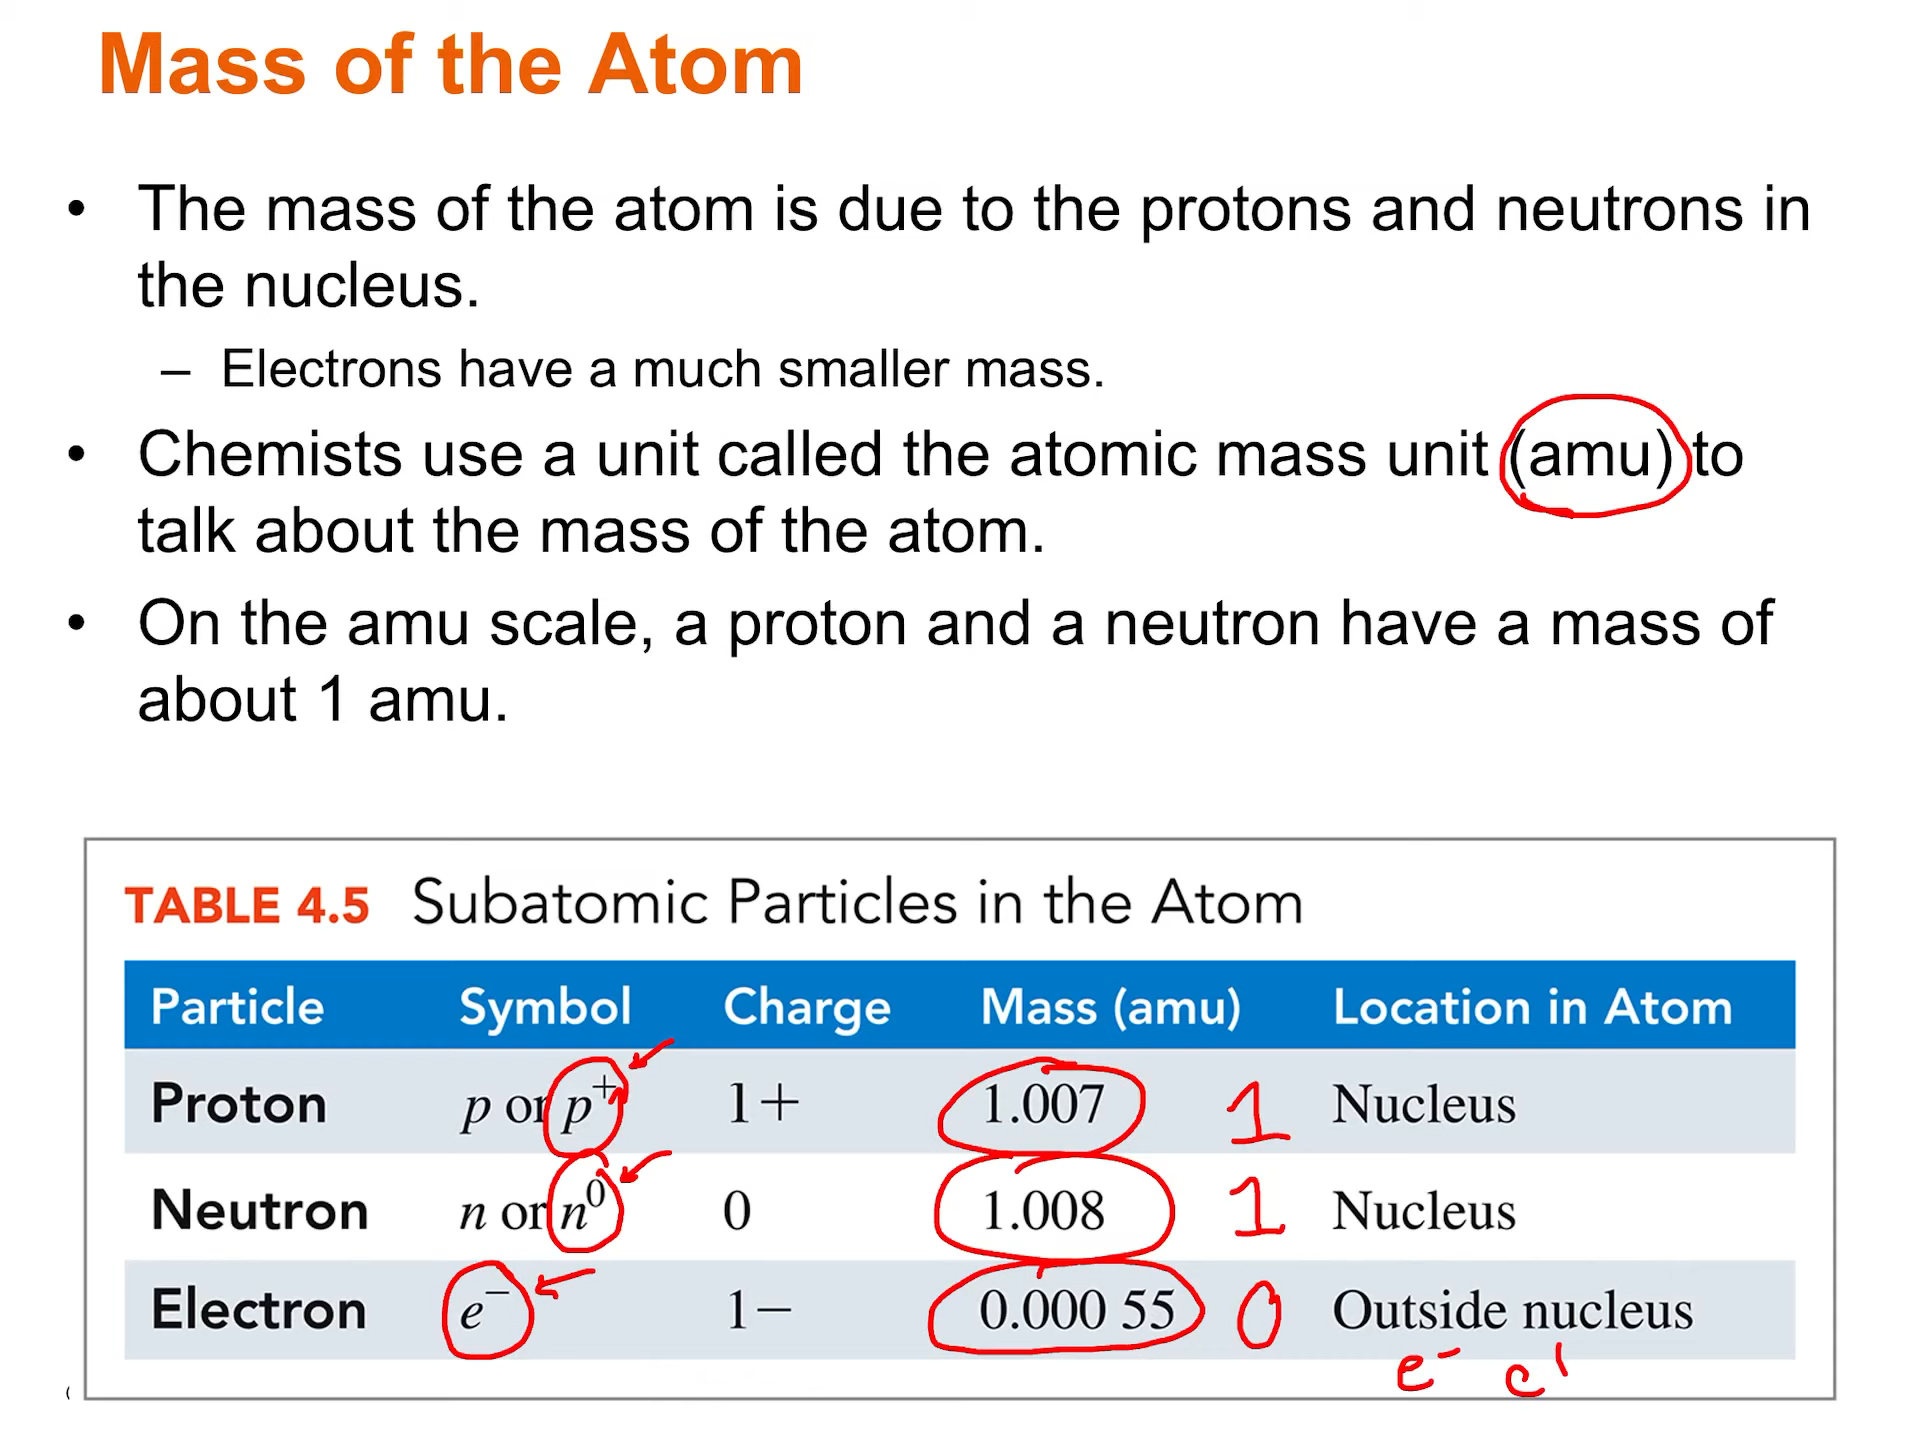 Mass of the Atom
• The mass of the atom is due to the protons and neutrons in
the nucleus.
– Electrons have a much smaller mass.
• Chemists use a unit called the atomic mass unit (amu) to
talk about the mass of the atom.
• On the amu scale, a proton and a neutron have a mass of
about 1 amu.
TABLE 4.5 Subatomic Particles in the Atom
Particle Symbol Charge Mass (amu) Location in Atom
Proton p or p⁺ 1+ 1.007 1 Nucleus
Neutron n or n⁰ 0 1.008 1 Nucleus
Electron e⁻ 1− 0.000 55 0 Outside nucleus
e⁻